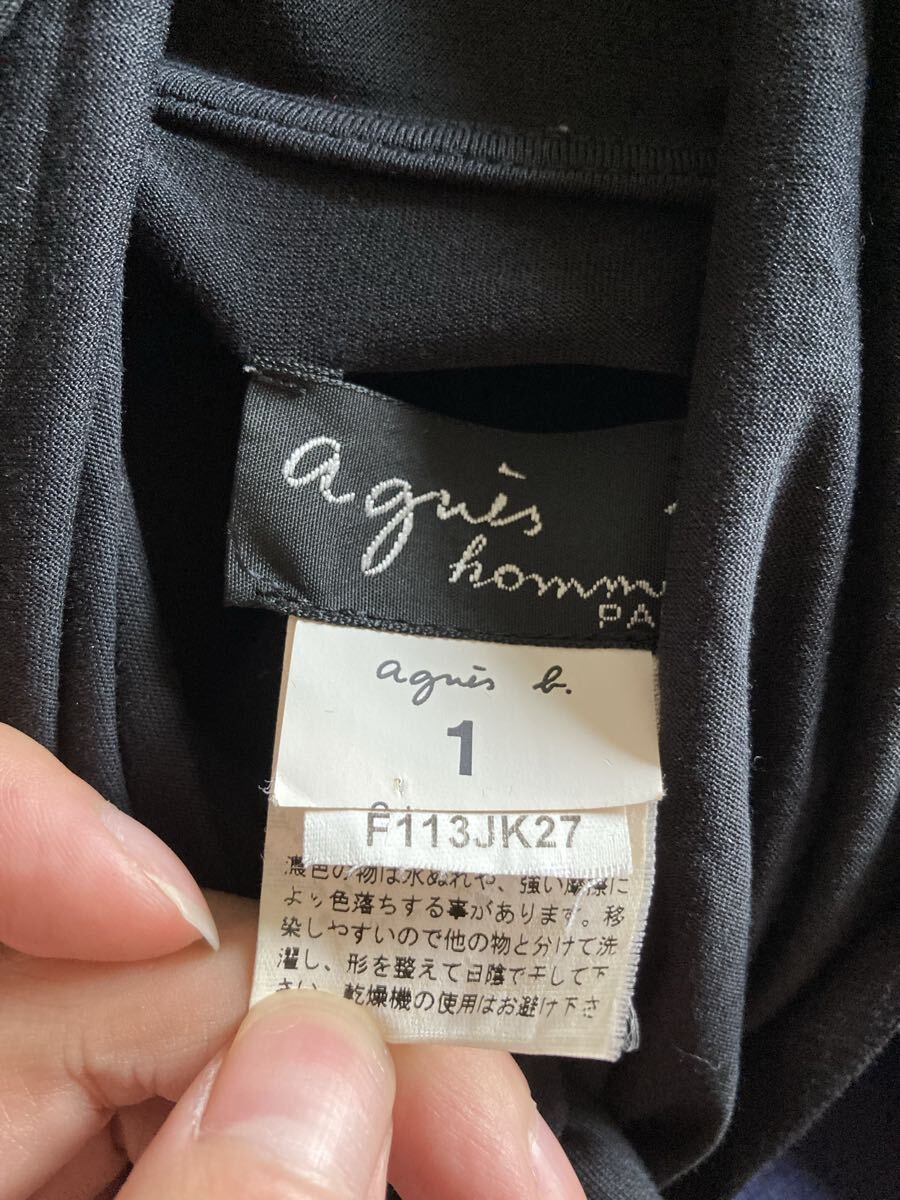 agnès
homme
PA
agnès b.
1
F113JK27
濃色の物は水ぬれや、強い摩擦に
より色落ちする事があります。移
染しやすいので他の物と分けて洗
濯し、形を整えて日陰で干して下
さい。乾燥機の使用はお避け下さ